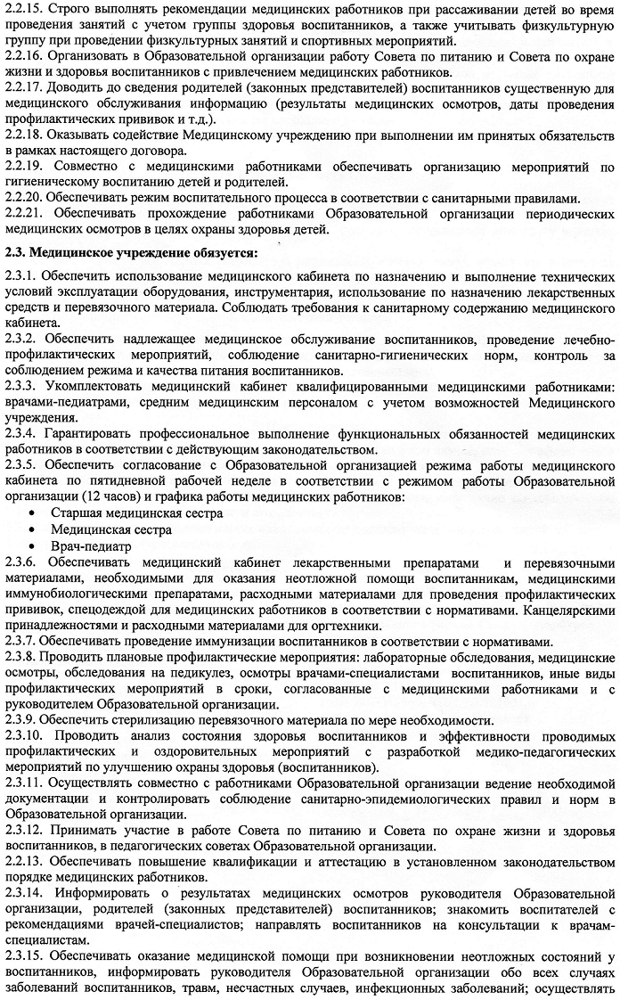 2.2.15. Строго выполнять рекомендации медицинских работников при рассаживании детей во время
проведения занятий с учетом группы здоровья воспитанников, а также учитывать физкультурную
группу при проведении физкультурных занятий и спортивных мероприятий.
2.2.16. Организовать в Образовательной организации работу Совета по питанию и Совета по охране
жизни и здоровья воспитанников с привлечением медицинских работников.
2.2.17. Доводить до сведения родителей (законных представителей) воспитанников существенную для
медицинского обслуживания информацию (результаты медицинских осмотров, даты проведения
профилактических прививок и т.д.).
2.2.18. Оказывать содействие Медицинскому учреждению при выполнении им принятых обязательств
в рамках настоящего договора.
2.2.19. Совместно с медицинскими работниками обеспечивать организацию мероприятий по
гигиеническому воспитанию детей и родителей.
2.2.20. Обеспечивать режим воспитательного процесса в соответствии с санитарными правилами.
2.2.21. Обеспечивать прохождение работниками Образовательной организации периодических
медицинских осмотров в целях охраны здоровья детей.
2.3. Медицинское учреждение обязуется:
2.3.1. Обеспечить использование медицинского кабинета по назначению и выполнение технических
условий эксплуатации оборудования, инструментария, использование по назначению лекарственных
средств и перевязочного материала. Соблюдать требования к санитарному содержанию медицинского
кабинета.
2.3.2. Обеспечить надлежащее медицинское обслуживание воспитанников, проведение лечебно-
профилактических мероприятий, соблюдение санитарно-гигиенических норм, контроль за
соблюдением режима и качества питания воспитанников.
2.3.3. Укомплектовать медицинский кабинет квалифицированными медицинскими работниками:
врачами-педиатрами, средним медицинским персоналом с учетом возможностей Медицинского
учреждения.
2.3.4. Гарантировать профессиональное выполнение функциональных обязанностей медицинских
работников в соответствии с действующим законодательством.
2.3.5. Обеспечить согласование с Образовательной организацией режима работы медицинского
кабинета по пятидневной рабочей неделе в соответствии с режимом работы Образовательной
организации (12 часов) и графика работы медицинских работников:
• Старшая медицинская сестра
• Медицинская сестра
• Врач-педиатр
2.3.6. Обеспечивать медицинский кабинет лекарственными препаратами и перевязочными
материалами, необходимыми для оказания неотложной помощи воспитанникам, медицинскими
иммунобиологическими препаратами, расходными материалами для проведения профилактических
прививок, спецодеждой для медицинских работников в соответствии с нормативами. Канцелярскими
принадлежностями и расходными материалами для оргтехники.
2.3.7. Обеспечивать проведение иммунизации воспитанников в соответствии с нормативами.
2.3.8. Проводить плановые профилактические мероприятия: лабораторные обследования, медицинские
осмотры, обследования на педикулез, осмотры врачами-специалистами воспитанников, иные виды
профилактических мероприятий в сроки, согласованные с медицинскими работниками и с
руководителем Образовательной организации.
2.3.9. Обеспечить стерилизацию перевязочного материала по мере необходимости.
2.3.10. Проводить анализ состояния здоровья воспитанников и эффективности проводимых
профилактических и оздоровительных мероприятий с разработкой медико-педагогических
мероприятий по улучшению охраны здоровья (воспитанников).
2.3.11. Осуществлять совместно с работниками Образовательной организации ведение необходимой
документации и контролировать соблюдение санитарно-эпидемиологических правил и норм в
Образовательной организации.
2.3.12. Принимать участие в работе Совета по питанию и Совета по охране жизни и здоровья
воспитанников, в педагогических советах Образовательной организации.
2.2.13. Обеспечивать повышение квалификации и аттестацию в установленном законодательством
порядке медицинских работников.
2.3.14. Информировать о результатах медицинских осмотров руководителя Образовательной
организации, родителей (законных представителей) воспитанников; знакомить воспитателей с
рекомендациями врачей-специалистов; направлять воспитанников на консультации к врачам-
специалистам.
2.3.15. Обеспечивать оказание медицинской помощи при возникновении неотложных состояний у
воспитанников, информировать руководителя Образовательной организации обо всех случаях
заболеваний воспитанников, травм, несчастных случаев, инфекционных заболеваний; осуществлять